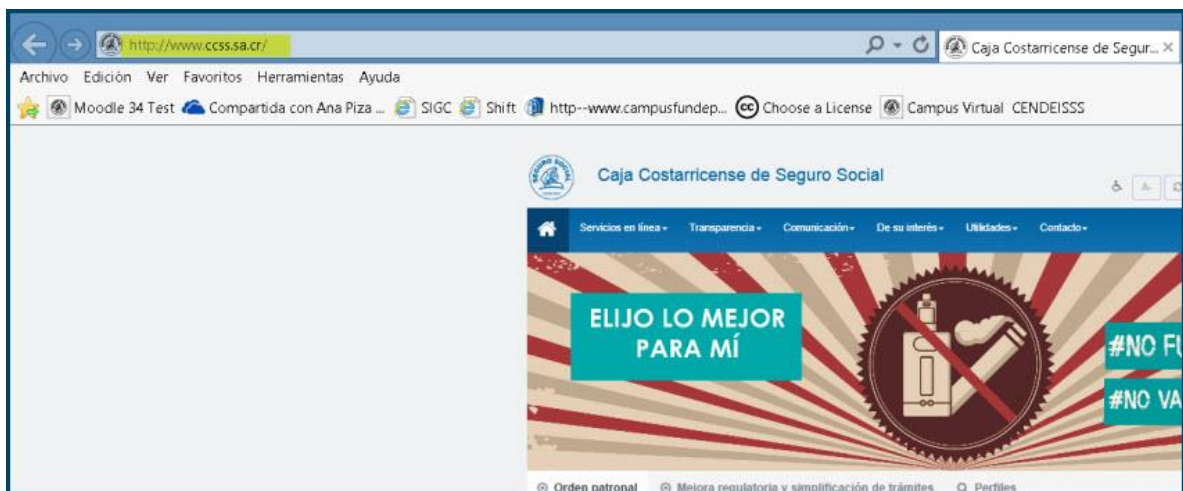 http://www.ccss.sa.cr/
Caja Costarricense de Segur...
Archivo Edición Ver Favoritos Herramientas Ayuda
Moodle 34 Test Compartida con Ana Piza ... SIGC Shift http--www.campusfundep... Choose a License Campus Virtual CENDEISSS
Caja Costarricense de Seguro Social
Servicios en línea Transparencia Comunicación De su interés Utilidades Contacto
ELIJO LO MEJOR
PARA MÍ
#NO FU
#NO VA
Orden patronal Mejora regulatoria y simplificación de trámites Perfiles